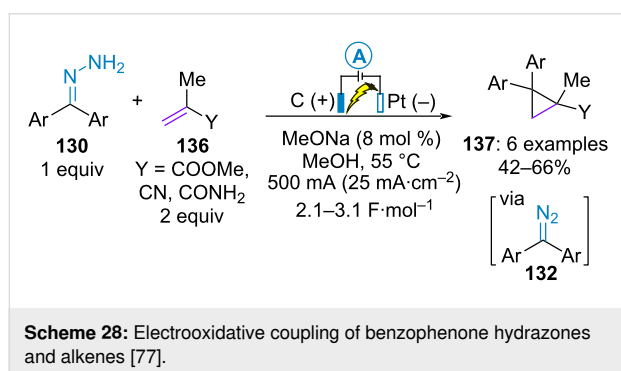 NH₂
N
Ar Ar
130
1 equiv
+
Me
Y
136
Y = COOMe,
CN, CONH₂
2 equiv
A
C (+) Pt (–)
MeONa (8 mol %)
MeOH, 55 °C
500 mA (25 mA·cm⁻²)
2.1–3.1 F·mol⁻¹
Ar
Ar Me
Y
137: 6 examples
42–66%
via
N₂
Ar Ar
132
Scheme 28: Electrooxidative coupling of benzophenone hydrazones
and alkenes [77].